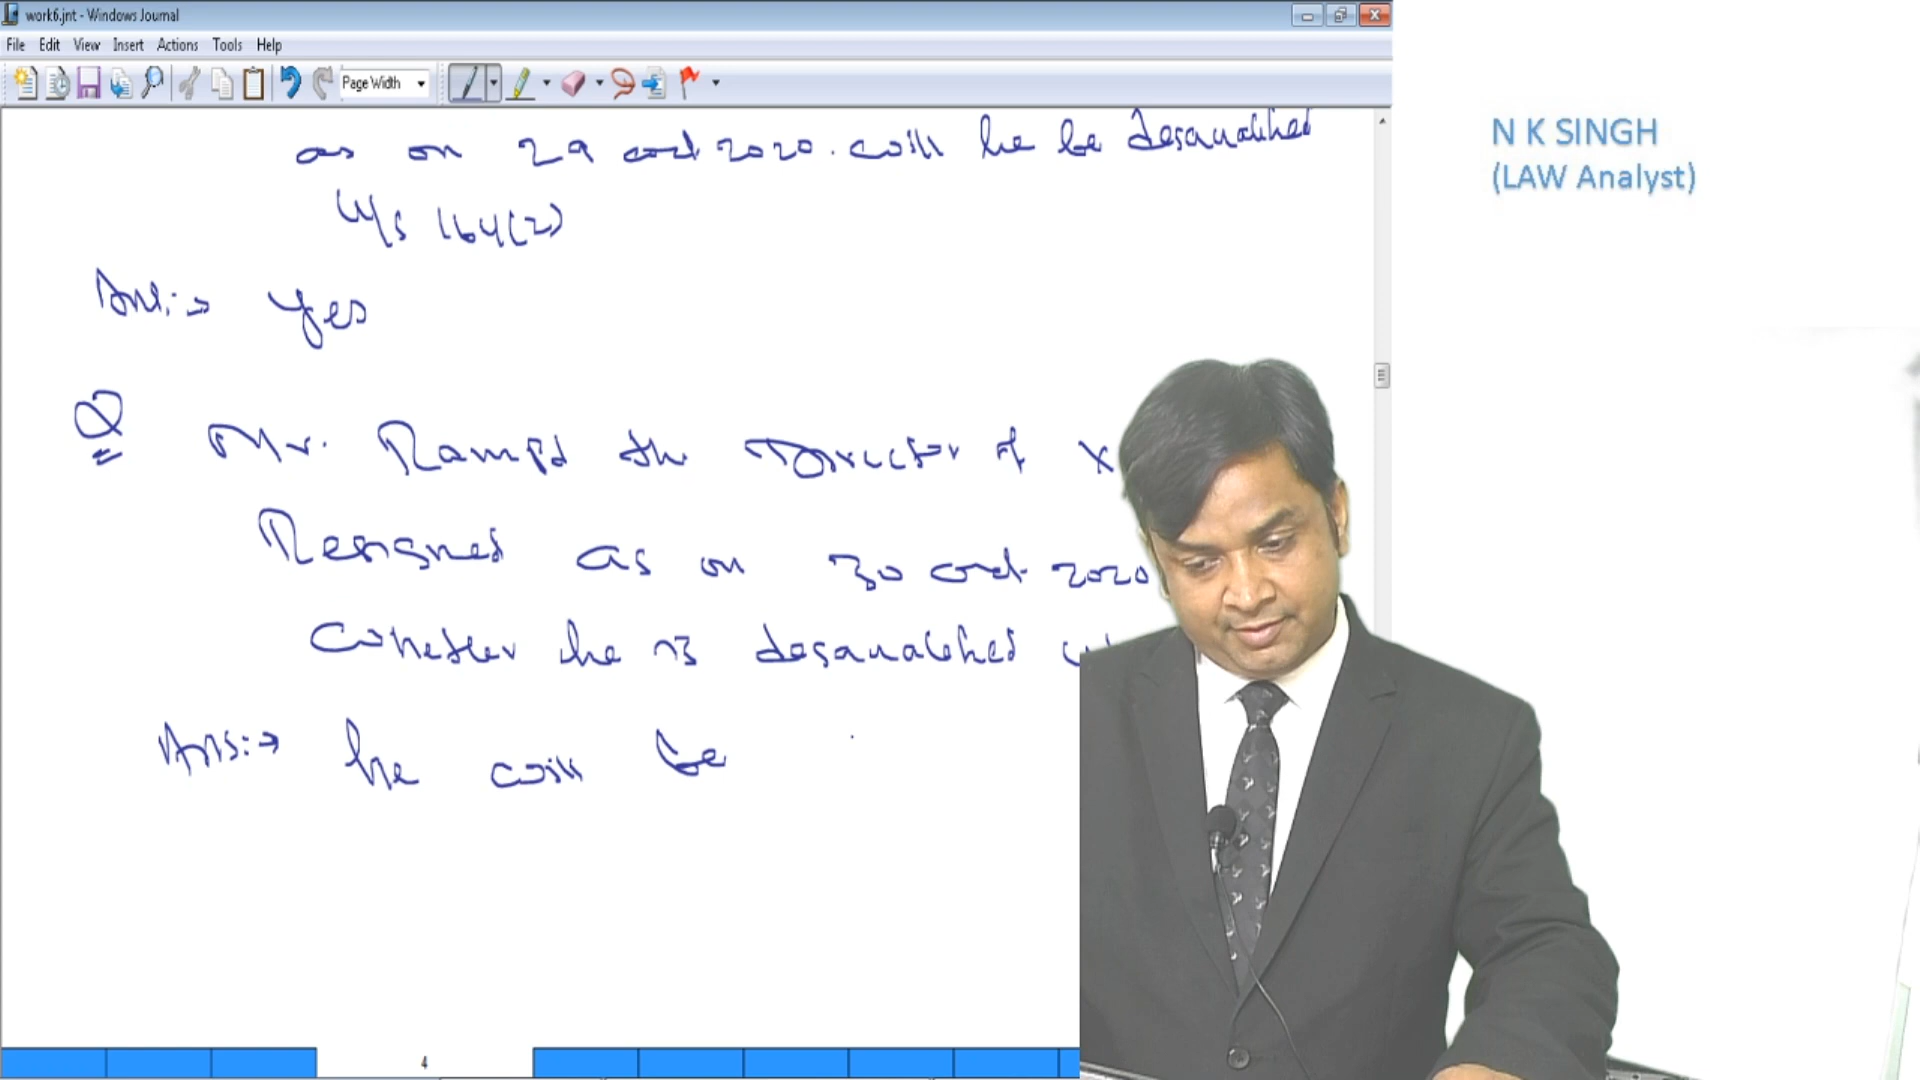 work6.jnt - Windows Journal
File Edit View Insert Actions Tools Help
Page Width
as on 29 oct 2020. will he be desqualified
U/s 164(2)
Ans:→ Yes
Q Mr. Rampd the Director of X
Resigned as on 30 oct 2020
Whether he is desqualified
Ans:→ he will be
4
N K SINGH
(LAW Analyst)